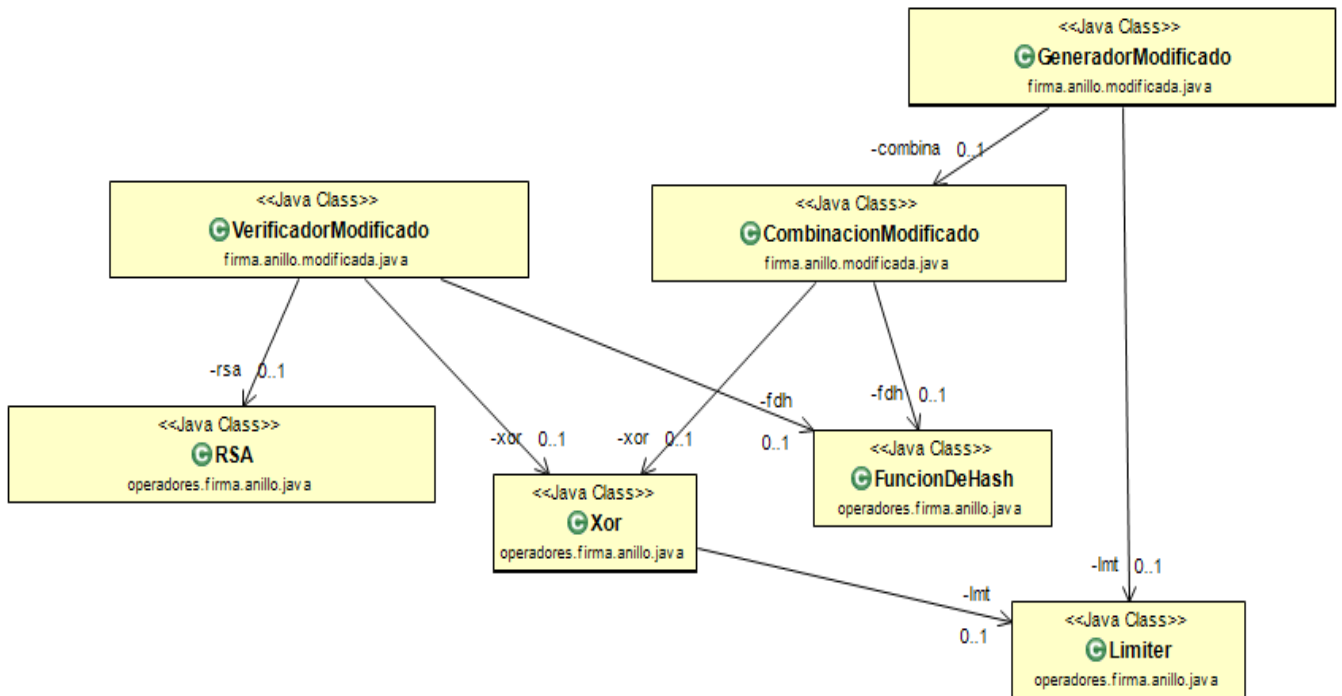 <<Java Class>>
GeneradorModificado
firma.anillo.modificada.java
-combina 0..1
<<Java Class>>
VerificadorModificado
firma.anillo.modificada.java
<<Java Class>>
CombinacionModificado
firma.anillo.modificada.java
-rsa 0..1
-xor 0..1
-xor 0..1
-fdh
0..1
-fdh 0..1
<<Java Class>>
RSA
operadores.firma.anillo.java
<<Java Class>>
Xor
operadores.firma.anillo.java
<<Java Class>>
FuncionDeHash
operadores.firma.anillo.java
-lmt
0..1
-lmt 0..1
<<Java Class>>
Limiter
operadores.firma.anillo.java